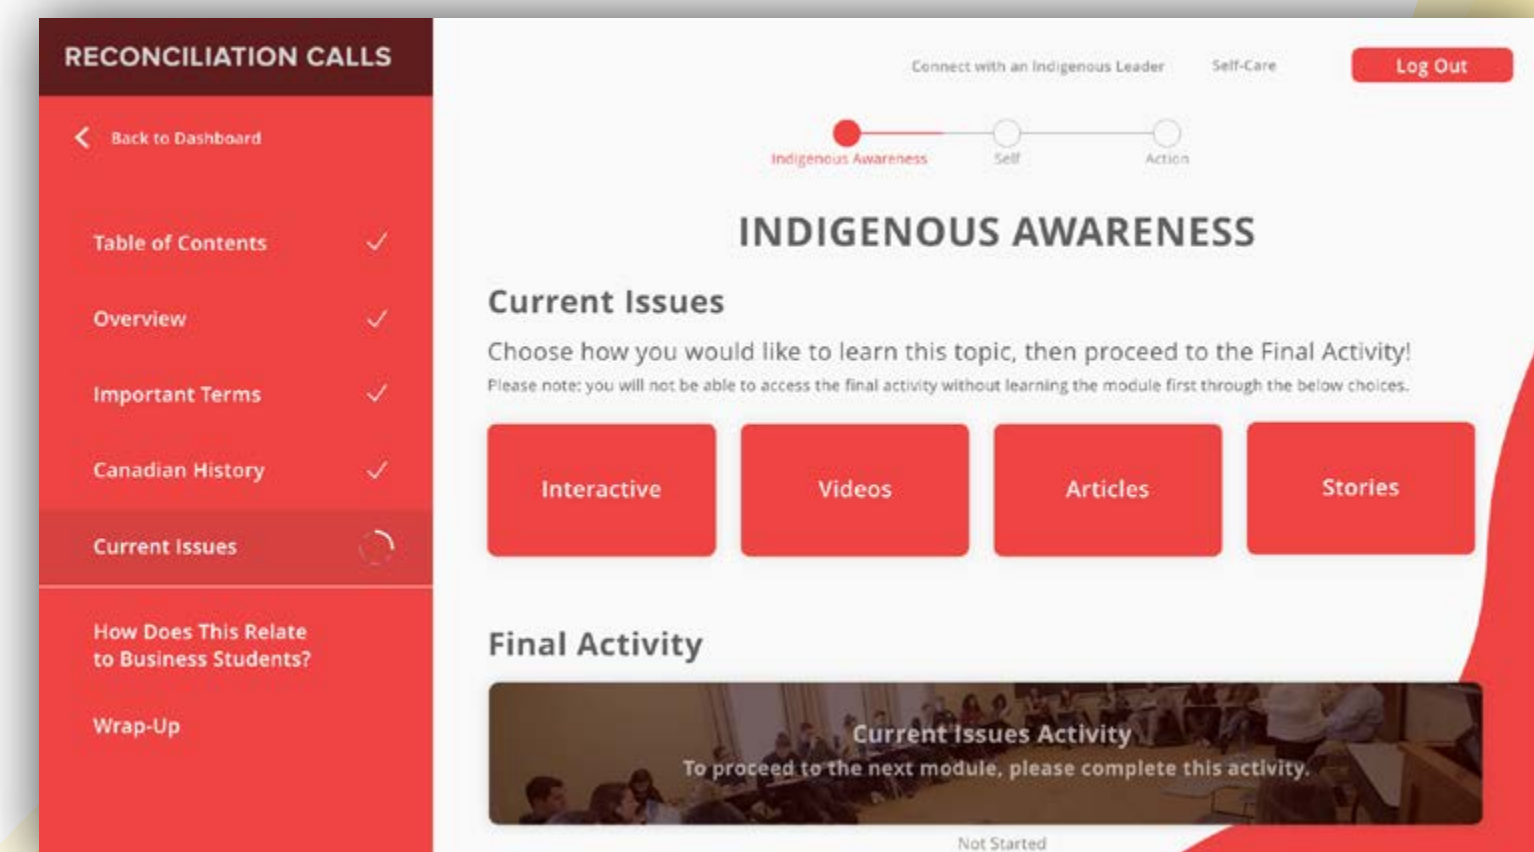 RECONCILIATION CALLS
Back to Dashboard
Table of Contents
Overview
Important Terms
Canadian History
Current Issues
How Does This Relate
to Business Students?
Wrap-Up
Connect with an Indigenous Leader
Self-Care
Log Out
Indigenous Awareness
Self
Action
INDIGENOUS AWARENESS
Current Issues
Choose how you would like to learn this topic, then proceed to the Final Activity!
Please note: you will not be able to access the final activity without learning the module first through the below choices.
Interactive
Videos
Articles
Stories
Final Activity
Current Issues Activity
To proceed to the next module, please complete this activity.
Not Started